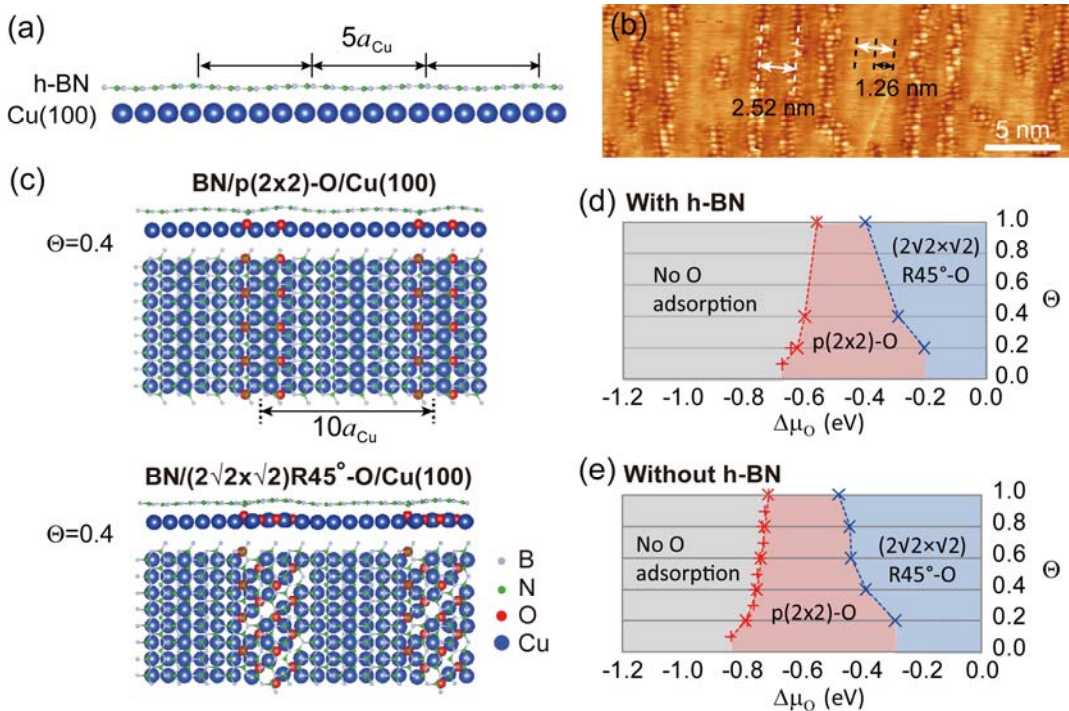 (a)
5aCu
h-BN
Cu(100)
(b)
2.52 nm
1.26 nm
5 nm
(c)
BN/p(2x2)-O/Cu(100)
Θ=0.4
10aCu
BN/(2√2x√2)R45°-O/Cu(100)
Θ=0.4
B
N
O
Cu
(d) With h-BN
No O
adsorption
p(2x2)-O
(2√2×√2)
R45°-O
1.0
0.8
0.6
0.4
0.2
0.0
Θ
-1.2 -1.0 -0.8 -0.6 -0.4 -0.2 0.0
ΔμO (eV)
(e) Without h-BN
No O
adsorption
p(2x2)-O
(2√2×√2)
R45°-O
1.0
0.8
0.6
0.4
0.2
0.0
Θ
-1.2 -1.0 -0.8 -0.6 -0.4 -0.2 0.0
ΔμO (eV)